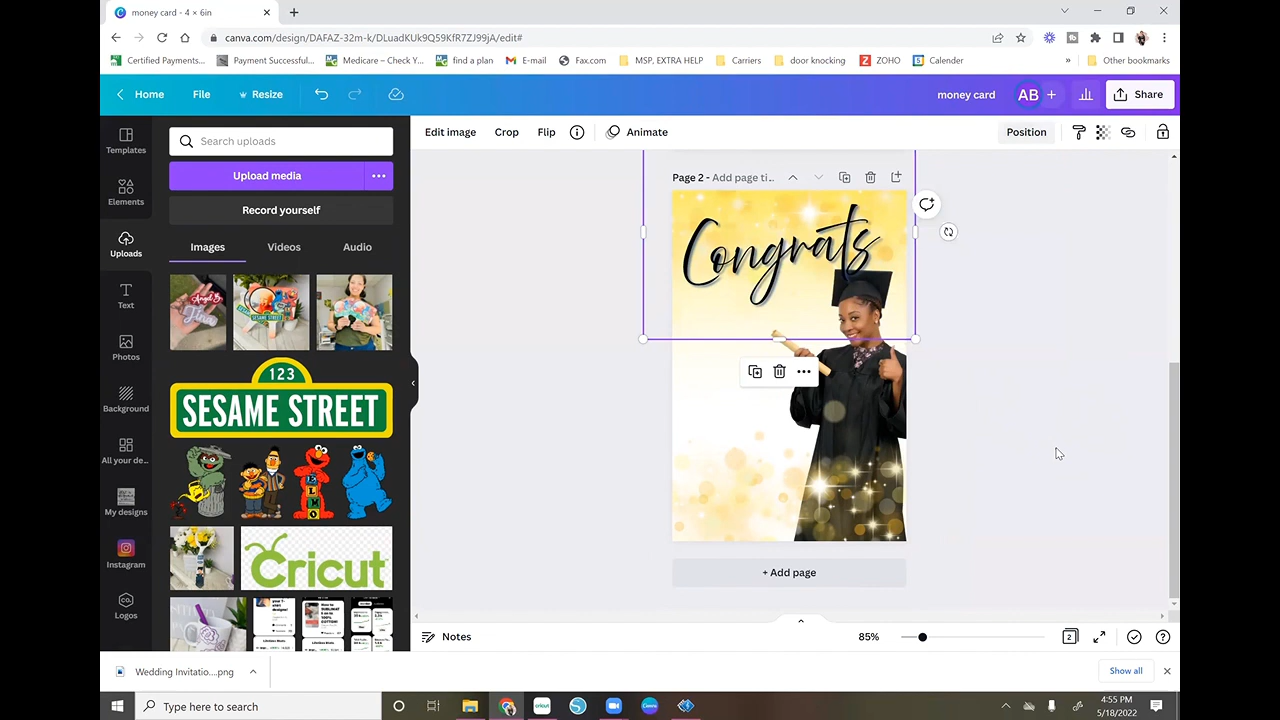 money card - 4 × 6in
canva.com/design/DAFAZ-32m-k/DLuadKUk9Q59KfR7ZJ99jA/edit#
Certified Payments... Payment Successful... Medicare – Check Y... find a plan E-mail Fax.com MSP, EXTRA HELP Carriers door knocking ZOHO Calender » Other bookmarks
Home File Resize money card AB + Share
Edit image Crop Flip Animate Position
Templates
Elements
Uploads
Text
Photos
Background
All your de...
My designs
Instagram
Logos
Search uploads
Upload media
Record yourself
Images Videos Audio
123
SESAME STREET
Cricut
Page 2 - Add page ti...
Congrats
+ Add page
Notes 85% 2
Wedding Invitatio....png Show all
Type here to search
4:55 PM
5/18/2022